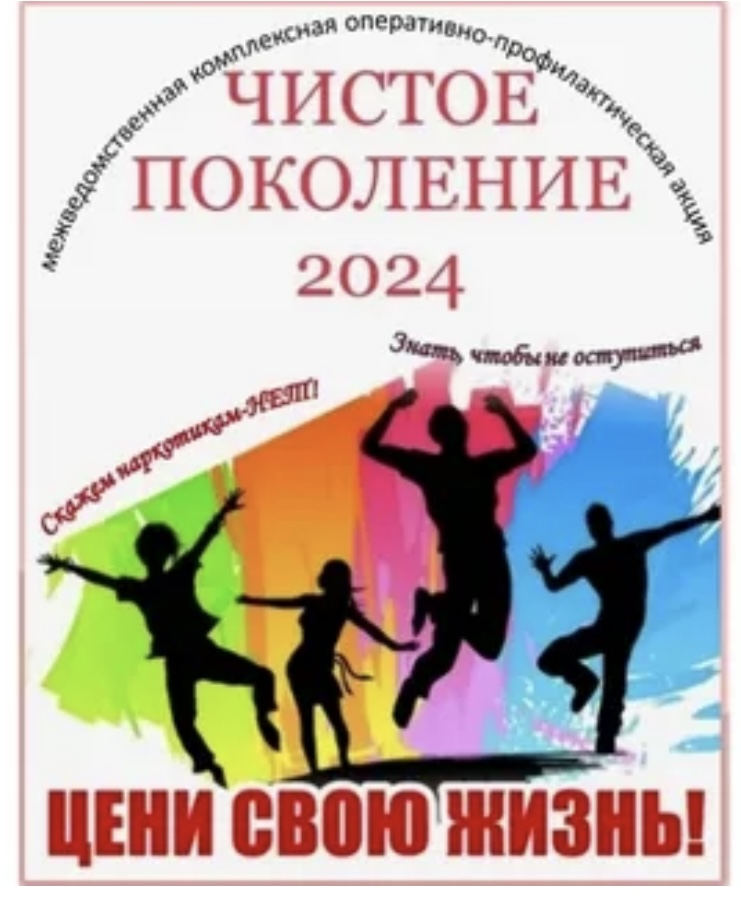 межведомственная комплексная оперативно-профилактическая акция
ЧИСТОЕ
ПОКОЛЕНИЕ
2024
Знать, чтобы не оступиться
Скажем наркотикам-НЕТ!
ЦЕНИ СВОЮ ЖИЗНЬ!